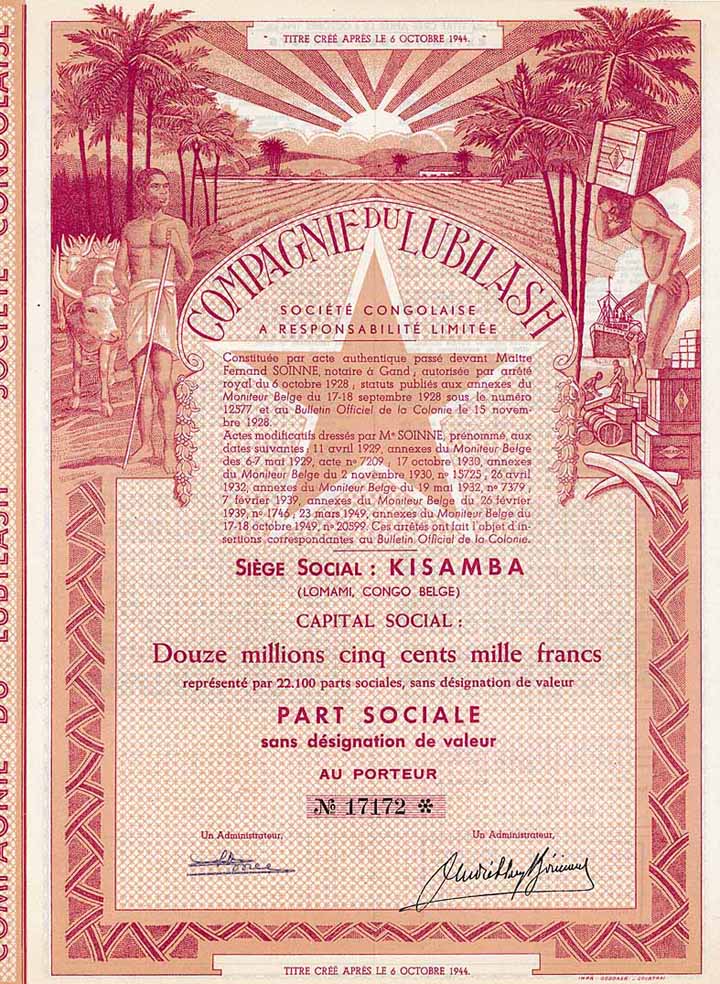 TITRE CRÉÉ APRÈS LE 6 OCTOBRE 1944.
COMPAGNIE DU LUBILASH
SOCIÉTÉ CONGOLAISE
A RESPONSABILITÉ LIMITÉE
Constituée par acte authentique passé devant Maître
Fernand SOINNE, notaire à Gand; autorisée par arrêté
royal du 6 octobre 1928; statuts publiés aux annexes du
Moniteur Belge du 17-18 septembre 1928 sous le numéro
12577 et au Bulletin Officiel de la Colonie le 15 novem-
bre 1928.
Actes modificatifs dressés par Me SOINNE, prénommé, aux
dates suivantes: 11 avril 1929, annexes du Moniteur Belge
des 6-7 mai 1929, acte no 7209, 17 octobre 1930, annexes
du Moniteur Belge du 2 novembre 1930, no 15725; 26 avril
1932, annexes du Moniteur Belge du 19 mai 1932, no 7379;
7 février 1939, annexes du Moniteur Belge du 26 février
1939, no 1746; 23 mars 1949, annexes du Moniteur Belge du
17-18 octobre 1949, no 20599. Ces arrêtés ont fait l'objet d'in-
sertions correspondantes au Bulletin Officiel de la Colonie.
SIÈGE SOCIAL: KISAMBA
(LOMAMI, CONGO BELGE)
CAPITAL SOCIAL:
Douze millions cinq cents mille francs
représenté par 22.100 parts sociales, sans désignation de valeur
PART SOCIALE
sans désignation de valeur
AU PORTEUR
No 17172 *
Un Administrateur,
Un Administrateur,
TITRE CRÉÉ APRÈS LE 6 OCTOBRE 1944.
COMPAGNIE DU LUBILASH SOCIÉTÉ CONGOLAISE